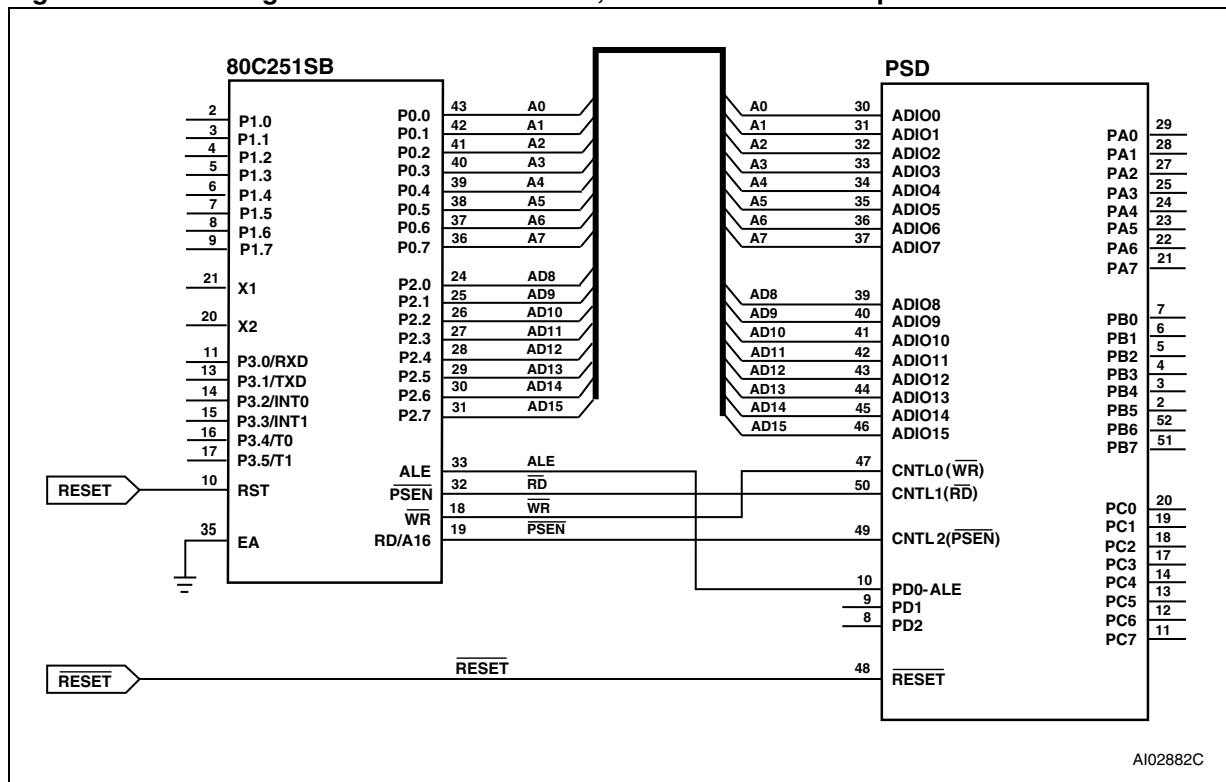 80C251SB
2 P1.0
3 P1.1
4 P1.2
5 P1.3
6 P1.4
7 P1.5
8 P1.6
9 P1.7
21 X1
20 X2
11 P3.0/RXD
13 P3.1/TXD
14 P3.2/INT0
15 P3.3/INT1
16 P3.4/T0
17 P3.5/T1
RESET 10 RST
35 EA
P0.0 43 A0
P0.1 42 A1
P0.2 41 A2
P0.3 40 A3
P0.4 39 A4
P0.5 38 A5
P0.6 37 A6
P0.7 36 A7
P2.0 24 AD8
P2.1 25 AD9
P2.2 26 AD10
P2.3 27 AD11
P2.4 28 AD12
P2.5 29 AD13
P2.6 30 AD14
P2.7 31 AD15
ALE 33 ALE
PSEN 32 RD
WR 18 WR
RD/A16 19 PSEN
PSD
A0 30 ADIO0
A1 31 ADIO1
A2 32 ADIO2
A3 33 ADIO3
A4 34 ADIO4
A5 35 ADIO5
A6 36 ADIO6
A7 37 ADIO7
AD8 39 ADIO8
AD9 40 ADIO9
AD10 41 ADIO10
AD11 42 ADIO11
AD12 43 ADIO12
AD13 44 ADIO13
AD14 45 ADIO14
AD15 46 ADIO15
47 CNTL0 (WR)
50 CNTL1(RD)
49 CNTL 2(PSEN)
10 PD0-ALE
9 PD1
8 PD2
RESET RESET 48 RESET
PA0 29
PA1 28
PA2 27
PA3 25
PA4 24
PA5 23
PA6 22
PA7 21
PB0 7
PB1 6
PB2 5
PB3 4
PB4 3
PB5 2
PB6 52
PB7 51
PC0 20
PC1 19
PC2 18
PC3 17
PC4 14
PC5 13
PC6 12
PC7 11
AI02882C